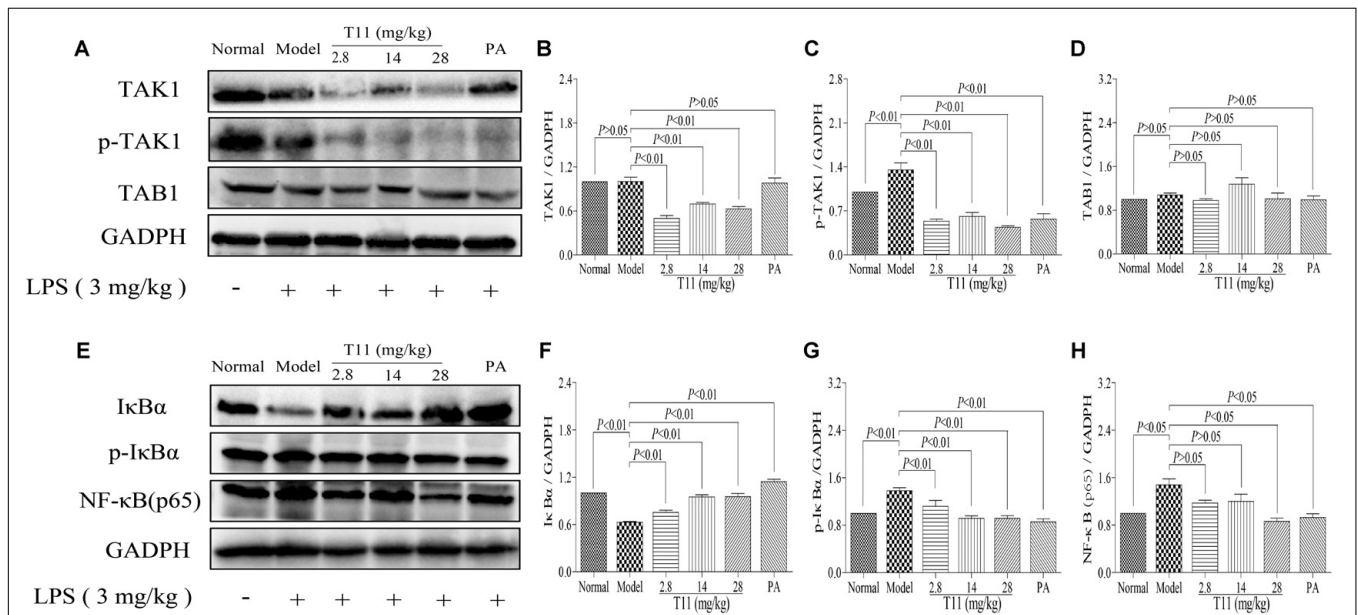 A
Normal Model T11 (mg/kg) PA
2.8 14 28
TAK1
p-TAK1
TAB1
GADPH
LPS ( 3 mg/kg ) - + + + + +
B
TAK1 / GADPH
2.4
1.8
1.2
0.6
0.0
P>0.05
P<0.01
P>0.05
P<0.01
P<0.01
Normal Model 2.8 14 28 PA
T11 (mg/kg)
C
p-TAK1 / GADPH
2.8
2.1
1.4
0.7
0.0
P<0.01
P<0.01
P<0.01
P<0.01
P<0.01
Normal Model 2.8 14 28 PA
T11 (mg/kg)
D
TAB1 / GADPH
3.2
2.4
1.6
0.8
0.0
P>0.05
P>0.05
P>0.05
P>0.05
P>0.05
Normal Model 2.8 14 28 PA
T11 (mg/kg)
E
Normal Model T11 (mg/kg) PA
2.8 14 28
IκBα
p-IκBα
NF-κB(p65)
GADPH
LPS ( 3 mg/kg ) - + + + + +
F
IκBα / GADPH
2.4
1.8
1.2
0.6
0.0
P<0.01
P<0.01
P<0.01
P<0.01
P<0.01
Normal Model 2.8 14 28 PA
T11 (mg/kg)
G
p-IκBα /GADPH
3.2
2.4
1.6
0.8
0.0
P<0.01
P<0.01
P<0.01
P<0.01
P<0.01
Normal Model 2.8 14 28 PA
T11 (mg/kg)
H
NF-κB (p65) / GADPH
3.2
2.4
1.6
0.8
0.0
P<0.05
P<0.05
P<0.05
P>0.05
P>0.05
Normal Model 2.8 14 28 PA
T11 (mg/kg)